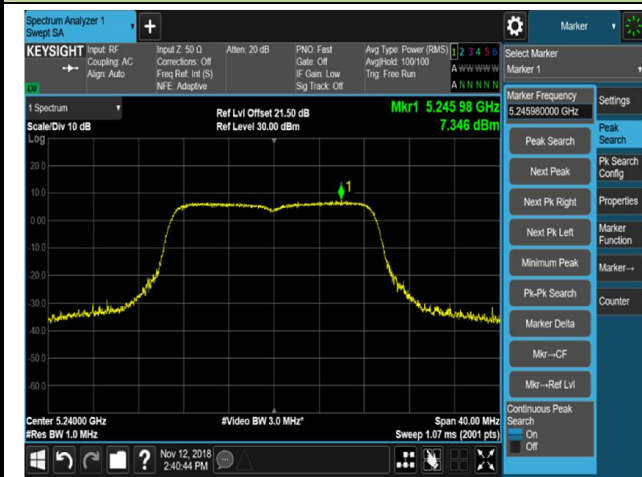 Spectrum Analyzer 1
Swept SA
Marker
KEYSIGHT
Input: RF
Coupling: AC
Align: Auto
Input Z: 50 Ω
Corrections: Off
Freq Ref: Int (S)
NFE: Adaptive
Atten: 20 dB
PNO: Fast
Gate: Off
IF Gain: Low
Sig Track: Off
Avg Type: Power (RMS)
Avg|Hold: 100/100
Trig: Free Run
1 2 3 4 5 6
A W W W W W
A N N N N N
LXI
Select Marker
Marker 1
1 Spectrum
Scale/Div 10 dB
Log
Ref Lvl Offset 21.50 dB
Ref Level 30.00 dBm
Mkr1 5.245 98 GHz
7.346 dBm
20.0
10.0
0.00
-10.0
-20.0
-30.0
-40.0
-50.0
-60.0
1
Center 5.24000 GHz
#Res BW 1.0 MHz
#Video BW 3.0 MHz*
Span 40.00 MHz
Sweep 1.07 ms (2001 pts)
Marker Frequency
5.245980000 GHz
Peak Search
Next Peak
Next Pk Right
Next Pk Left
Minimum Peak
Pk-Pk Search
Marker Delta
Mkr→CF
Mkr→Ref Lvl
Continuous Peak
Search
On
Off
Settings
Peak
Search
Pk Search
Config
Properties
Marker
Function
Marker→
Counter
Nov 12, 2018
2:40:44 PM